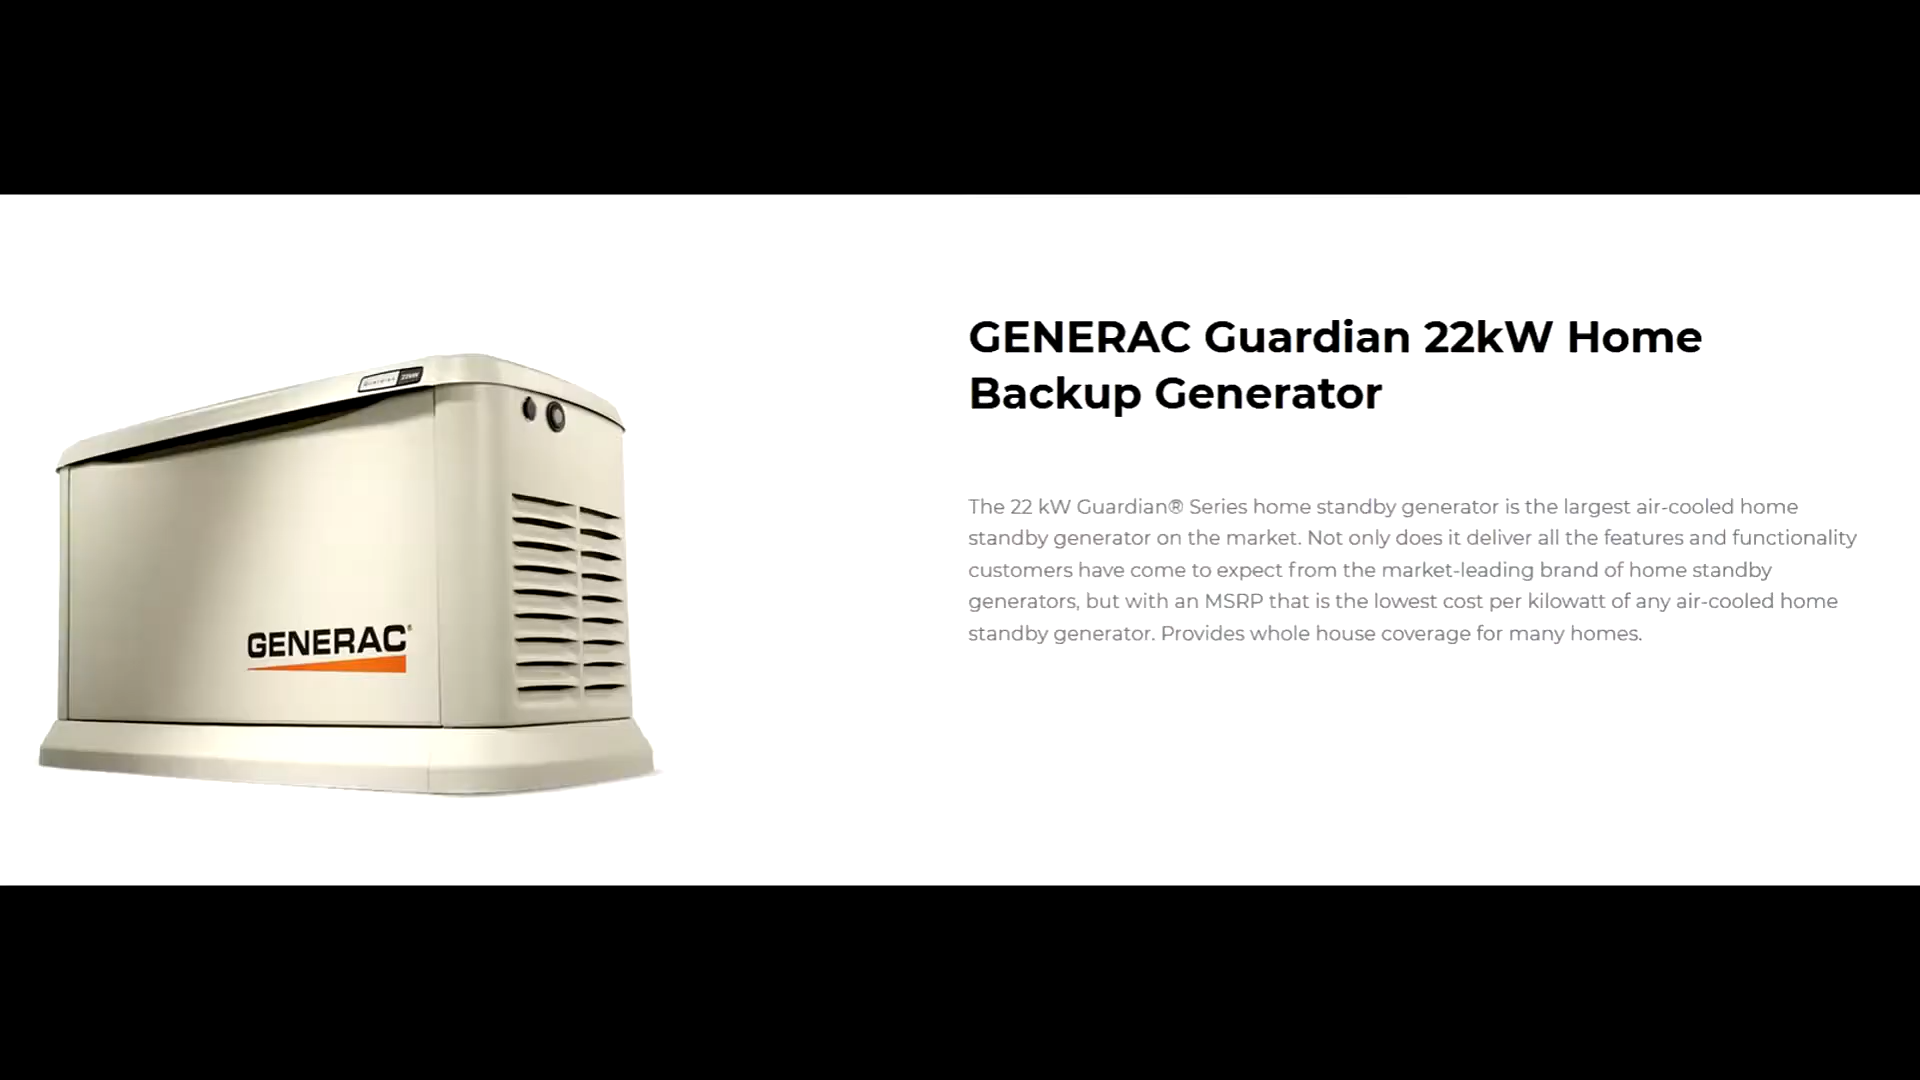 GENERAC Guardian 22kW Home
Backup Generator
The 22 kW Guardian® Series home standby generator is the largest air-cooled home
standby generator on the market. Not only does it deliver all the features and functionality
customers have come to expect from the market-leading brand of home standby
generators, but with an MSRP that is the lowest cost per kilowatt of any air-cooled home
standby generator. Provides whole house coverage for many homes.
GENERAC®